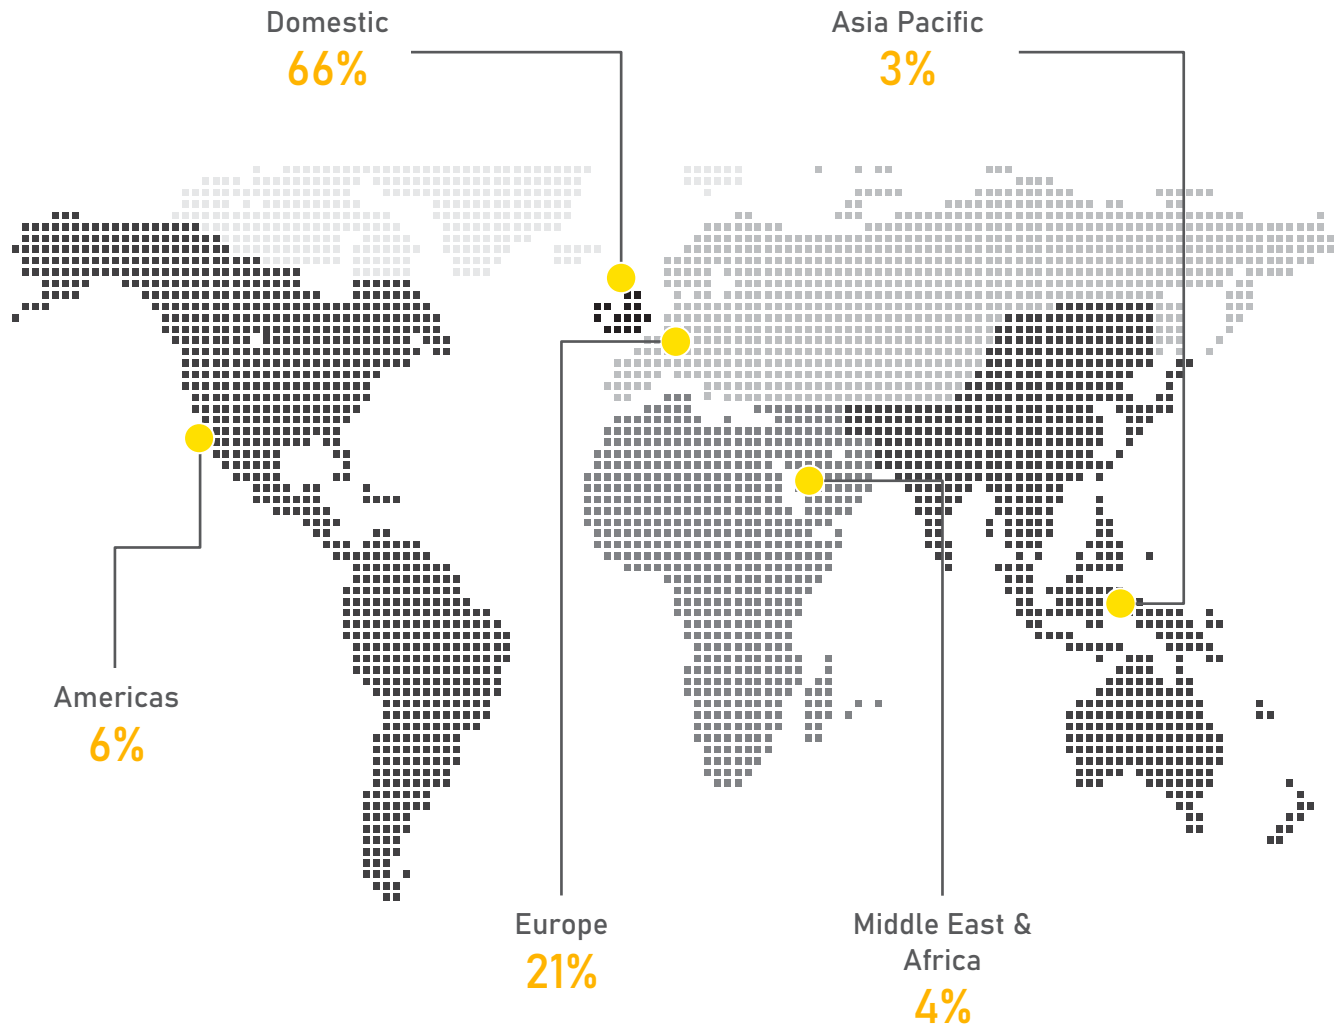 Domestic
66%
Asia Pacific
3%
Americas
6%
Europe
21%
Middle East &
Africa
4%